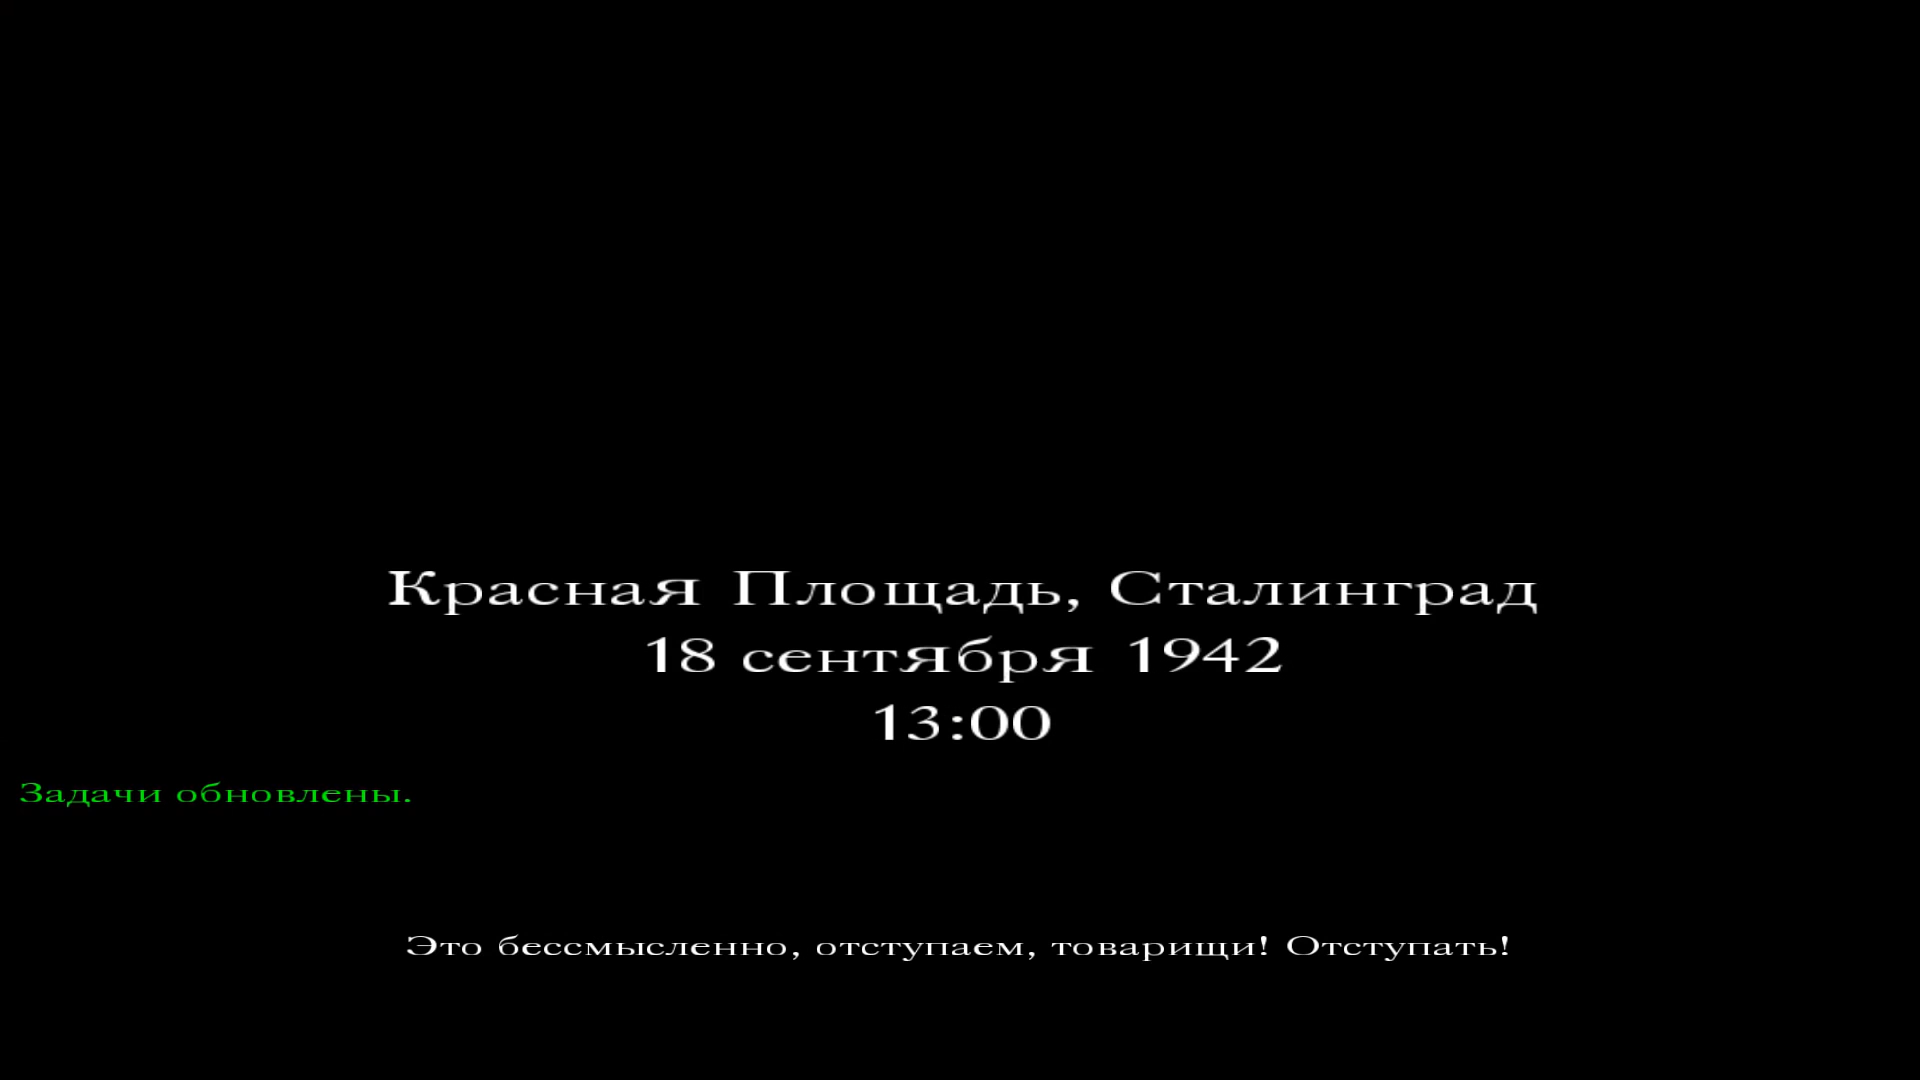 Красная Площадь, Сталинград
18 сентября 1942
13:00
Задачи обновлены.
Это бессмысленно, отступаем, товарищи! Отступать!